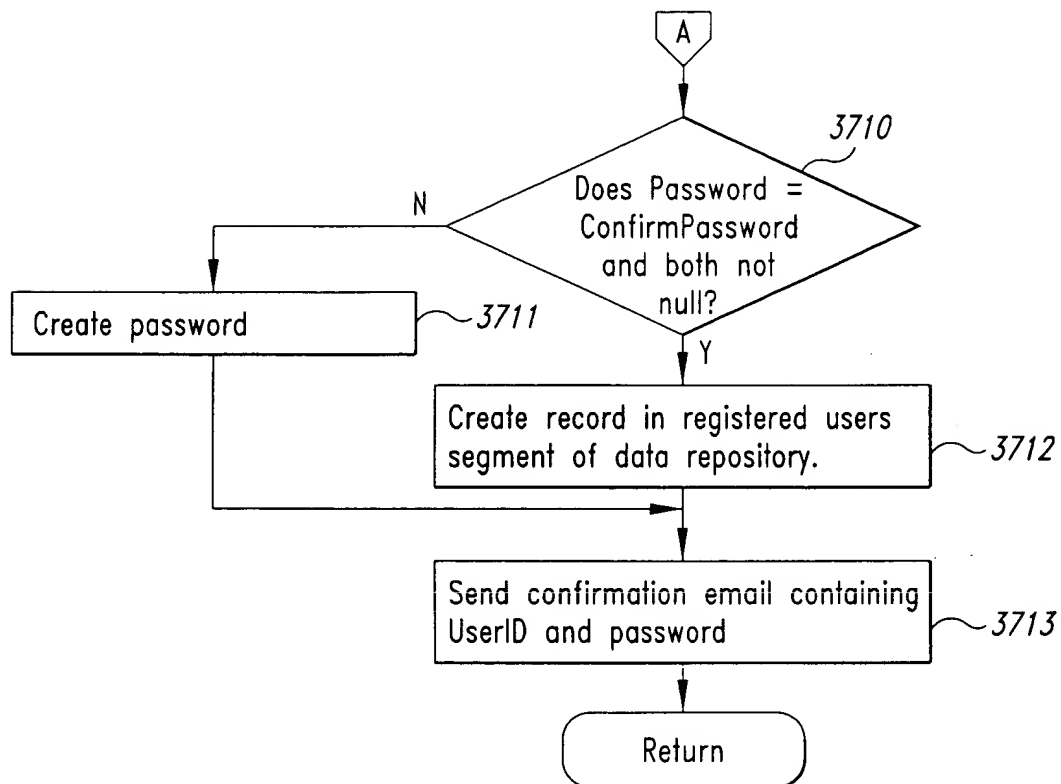 A
3710
Does Password =
ConfirmPassword
and both not
null?
N
Create password
3711
Y
Create record in registered users
segment of data repository.
3712
Send confirmation email containing
UserID and password
3713
Return